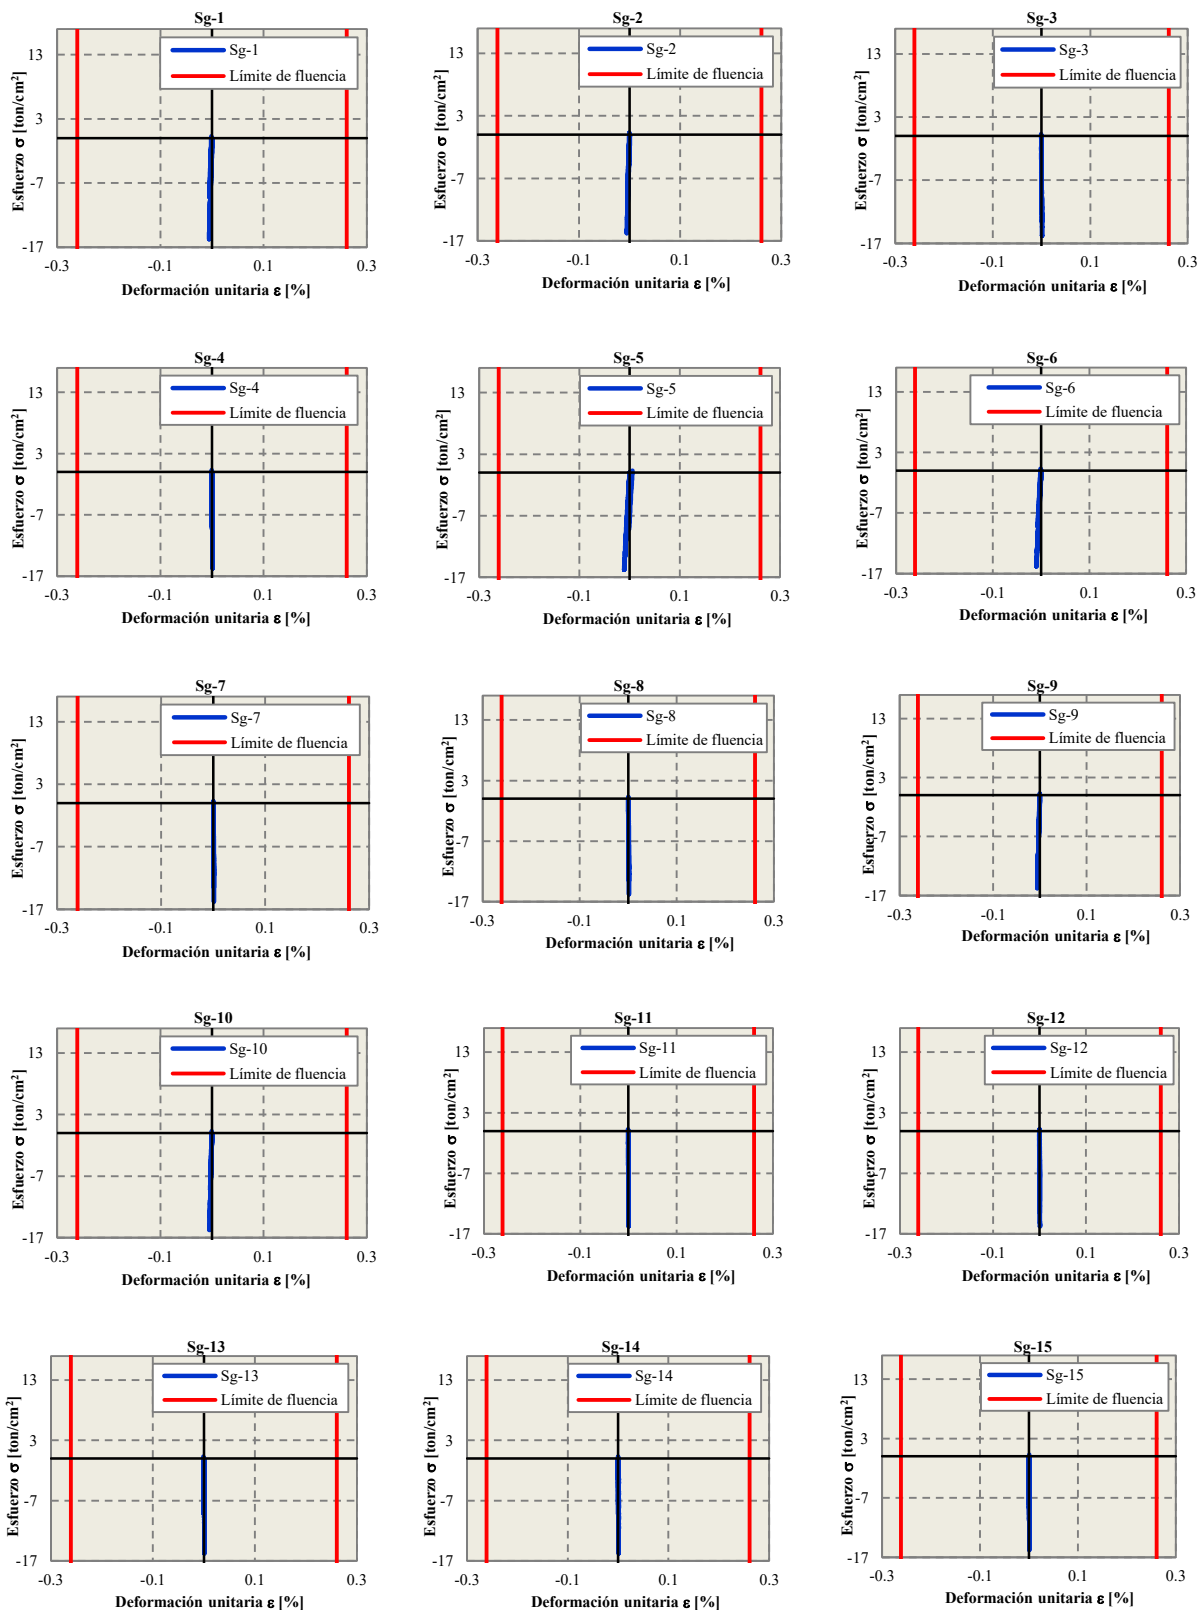 Sg-1
Esfuerzo σ [ton/cm²]
13
3
-7
-17
Sg-1
Límite de fluencia
-0.3 -0.1 0.1 0.3
Deformación unitaria ε [%]
Sg-2
Esfuerzo σ [ton/cm²]
13
3
-7
-17
Sg-2
Límite de fluencia
-0.3 -0.1 0.1 0.3
Deformación unitaria ε [%]
Sg-3
Esfuerzo σ [ton/cm²]
13
3
-7
-17
Sg-3
Límite de fluencia
-0.3 -0.1 0.1 0.3
Deformación unitaria ε [%]
Sg-4
Esfuerzo σ [ton/cm²]
13
3
-7
-17
Sg-4
Límite de fluencia
-0.3 -0.1 0.1 0.3
Deformación unitaria ε [%]
Sg-5
Esfuerzo σ [ton/cm²]
13
3
-7
-17
Sg-5
Límite de fluencia
-0.3 -0.1 0.1 0.3
Deformación unitaria ε [%]
Sg-6
Esfuerzo σ [ton/cm²]
13
3
-7
-17
Sg-6
Límite de fluencia
-0.3 -0.1 0.1 0.3
Deformación unitaria ε [%]
Sg-7
Esfuerzo σ [ton/cm²]
13
3
-7
-17
Sg-7
Límite de fluencia
-0.3 -0.1 0.1 0.3
Deformación unitaria ε [%]
Sg-8
Esfuerzo σ [ton/cm²]
13
3
-7
-17
Sg-8
Límite de fluencia
-0.3 -0.1 0.1 0.3
Deformación unitaria ε [%]
Sg-9
Esfuerzo σ [ton/cm²]
13
3
-7
-17
Sg-9
Límite de fluencia
-0.3 -0.1 0.1 0.3
Deformación unitaria ε [%]
Sg-10
Esfuerzo σ [ton/cm²]
13
3
-7
-17
Sg-10
Límite de fluencia
-0.3 -0.1 0.1 0.3
Deformación unitaria ε [%]
Sg-11
Esfuerzo σ [ton/cm²]
13
3
-7
-17
Sg-11
Límite de fluencia
-0.3 -0.1 0.1 0.3
Deformación unitaria ε [%]
Sg-12
Esfuerzo σ [ton/cm²]
13
3
-7
-17
Sg-12
Límite de fluencia
-0.3 -0.1 0.1 0.3
Deformación unitaria ε [%]
Sg-13
Esfuerzo σ [ton/cm²]
13
3
-7
-17
Sg-13
Límite de fluencia
-0.3 -0.1 0.1 0.3
Deformación unitaria ε [%]
Sg-14
Esfuerzo σ [ton/cm²]
13
3
-7
-17
Sg-14
Límite de fluencia
-0.3 -0.1 0.1 0.3
Deformación unitaria ε [%]
Sg-15
Esfuerzo σ [ton/cm²]
13
3
-7
-17
Sg-15
Límite de fluencia
-0.3 -0.1 0.1 0.3
Deformación unitaria ε [%]